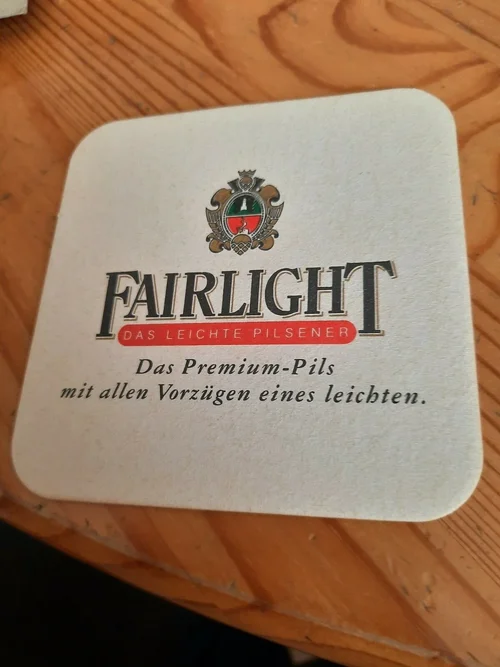 FAIRLIGHT
DAS LEICHTE PILSENER
Das Premium-Pils
mit allen Vorzügen eines leichten.